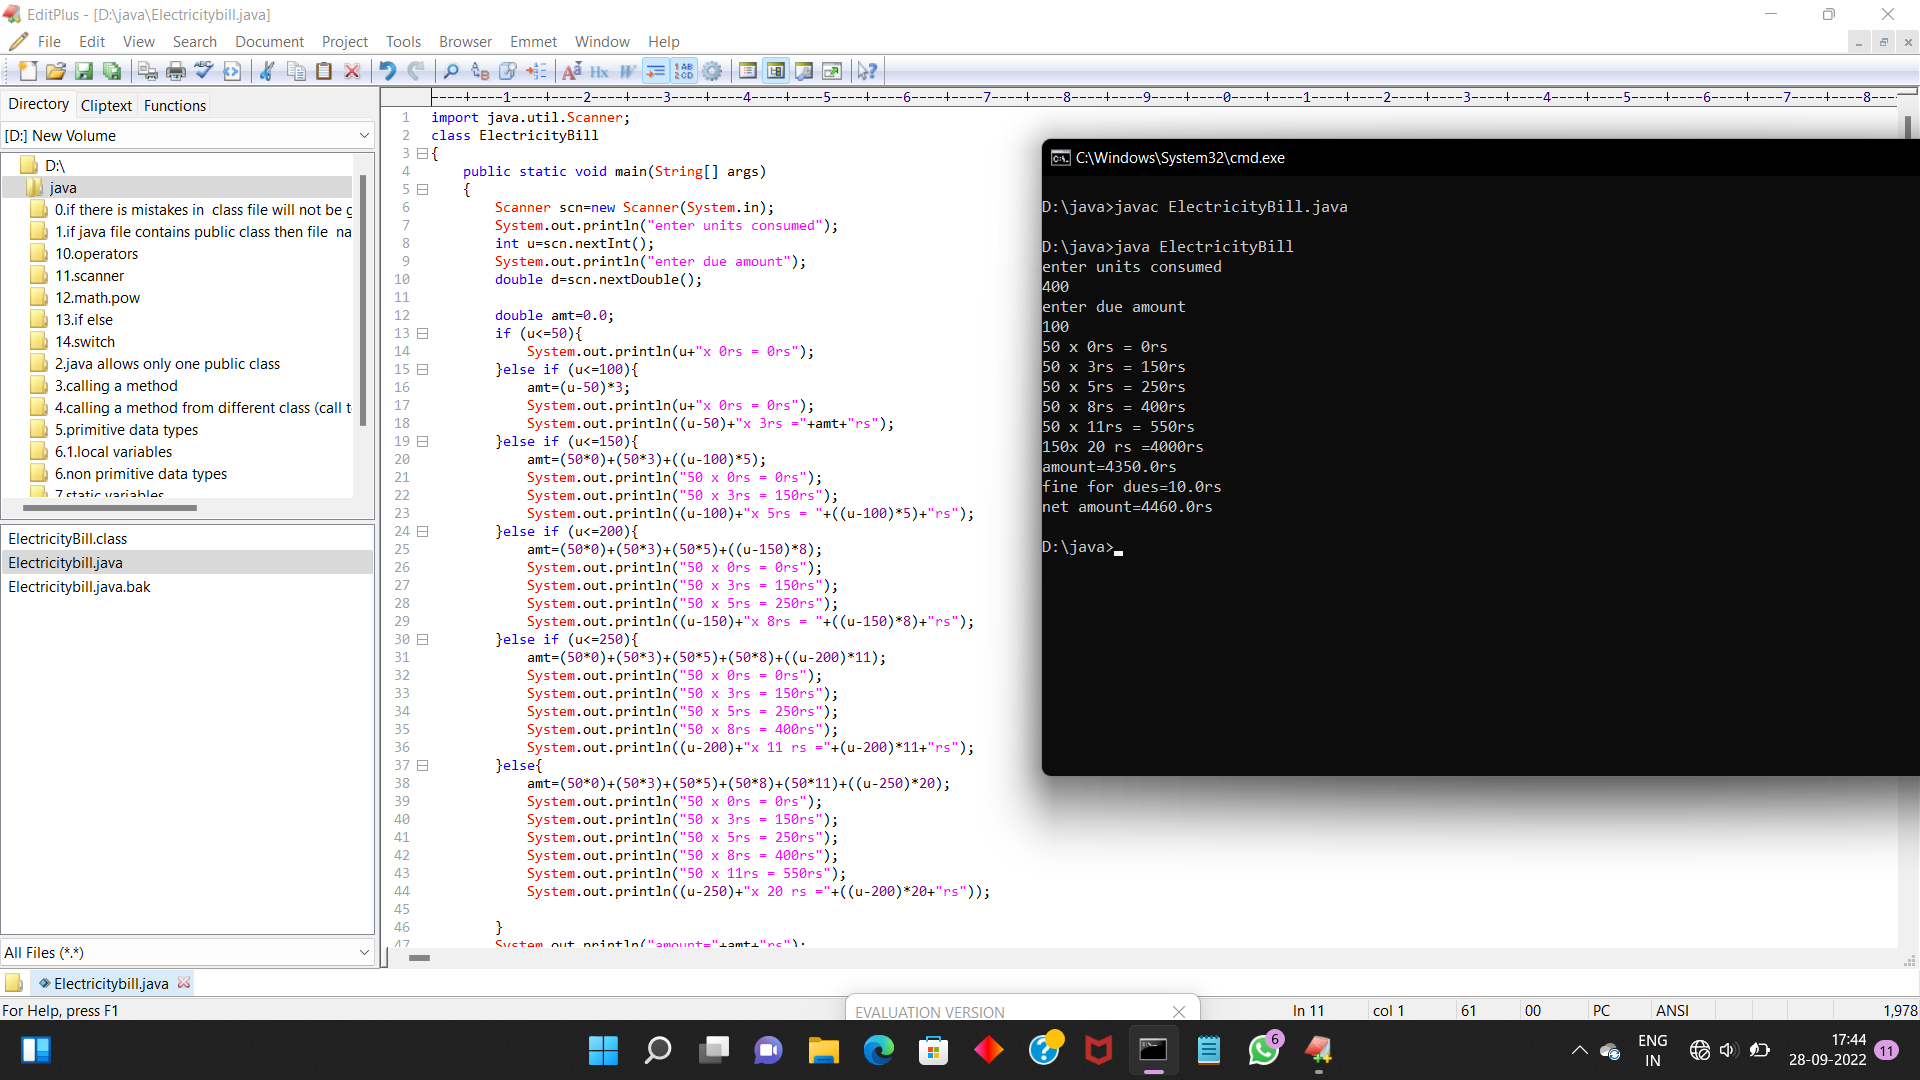 EditPlus - [D:\java\Electricitybill.java]
File Edit View Search Document Project Tools Browser Emmet Window Help
Directory Cliptext Functions
[D:] New Volume
D:\
java
0.if there is mistakes in class file will not be g
1.if java file contains public class then file na
10.operators
11.scanner
12.math.pow
13.if else
14.switch
2.java allows only one public class
3.calling a method
4.calling a method from different class (call t
5.primitive data types
6.1.local variables
6.non primitive data types
7.static variables
ElectricityBill.class
Electricitybill.java
Electricitybill.java.bak
All Files (*.*)
----+----1----+----2----+----3----+----4----+----5----+----6----+----7----+----8----+----9----+----0----+----1----+----2----+----3----+----4----+----5----+----6----+----7----+----8---
1 import java.util.Scanner;
2 class ElectricityBill
3 {
4 public static void main(String[] args)
5 {
6 Scanner scn=new Scanner(System.in);
7 System.out.println("enter units consumed");
8 int u=scn.nextInt();
9 System.out.println("enter due amount");
10 double d=scn.nextDouble();
11
12 double amt=0.0;
13 if (u<=50){
14 System.out.println(u+"x 0rs = 0rs");
15 }else if (u<=100){
16 amt=(u-50)*3;
17 System.out.println(u+"x 0rs = 0rs");
18 System.out.println((u-50)+"x 3rs ="+amt+"rs");
19 }else if (u<=150){
20 amt=(50*0)+(50*3)+((u-100)*5);
21 System.out.println("50 x 0rs = 0rs");
22 System.out.println("50 x 3rs = 150rs");
23 System.out.println((u-100)+"x 5rs = "+((u-100)*5)+"rs");
24 }else if (u<=200){
25 amt=(50*0)+(50*3)+(50*5)+((u-150)*8);
26 System.out.println("50 x 0rs = 0rs");
27 System.out.println("50 x 3rs = 150rs");
28 System.out.println("50 x 5rs = 250rs");
29 System.out.println((u-150)+"x 8rs = "+((u-150)*8)+"rs");
30 }else if (u<=250){
31 amt=(50*0)+(50*3)+(50*5)+(50*8)+((u-200)*11);
32 System.out.println("50 x 0rs = 0rs");
33 System.out.println("50 x 3rs = 150rs");
34 System.out.println("50 x 5rs = 250rs");
35 System.out.println("50 x 8rs = 400rs");
36 System.out.println((u-200)+"x 11 rs ="+(u-200)*11+"rs");
37 }else{
38 amt=(50*0)+(50*3)+(50*5)+(50*8)+(50*11)+((u-250)*20);
39 System.out.println("50 x 0rs = 0rs");
40 System.out.println("50 x 3rs = 150rs");
41 System.out.println("50 x 5rs = 250rs");
42 System.out.println("50 x 8rs = 400rs");
43 System.out.println("50 x 11rs = 550rs");
44 System.out.println((u-250)+"x 20 rs ="+((u-200)*20+"rs"));
45
46 }
47 System.out.println("amount="+amt+"rs");
C:\Windows\System32\cmd.exe
D:\java>javac ElectricityBill.java
D:\java>java ElectricityBill
enter units consumed
400
enter due amount
100
50 x 0rs = 0rs
50 x 3rs = 150rs
50 x 5rs = 250rs
50 x 8rs = 400rs
50 x 11rs = 550rs
150x 20 rs =4000rs
amount=4350.0rs
fine for dues=10.0rs
net amount=4460.0rs
D:\java>
Electricitybill.java
For Help, press F1
EVALUATION VERSION
ln 11 col 1 61 00 PC ANSI 1,978
6
ENG
IN
17:44
28-09-2022
11